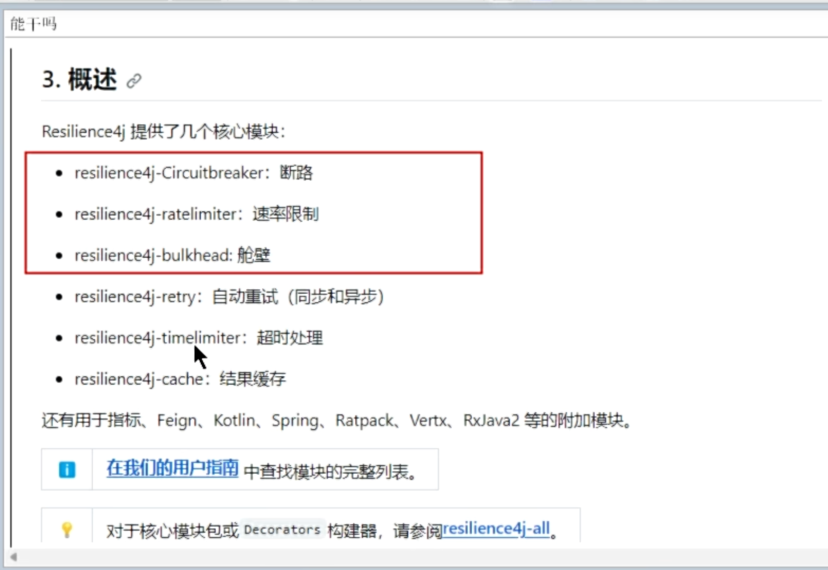 能干吗
3. 概述
Resilience4j 提供了几个核心模块：
resilience4j-Circuitbreaker：断路
resilience4j-ratelimiter：速率限制
resilience4j-bulkhead: 舱壁
resilience4j-retry：自动重试（同步和异步）
resilience4j-timelimiter：超时处理
resilience4j-cache：结果缓存
还有用于指标、Feign、Kotlin、Spring、Ratpack、Vertx、RxJava2 等的附加模块。
在我们的用户指南 中查找模块的完整列表。
对于核心模块包或 Decorators 构建器，请参阅resilience4j-all。